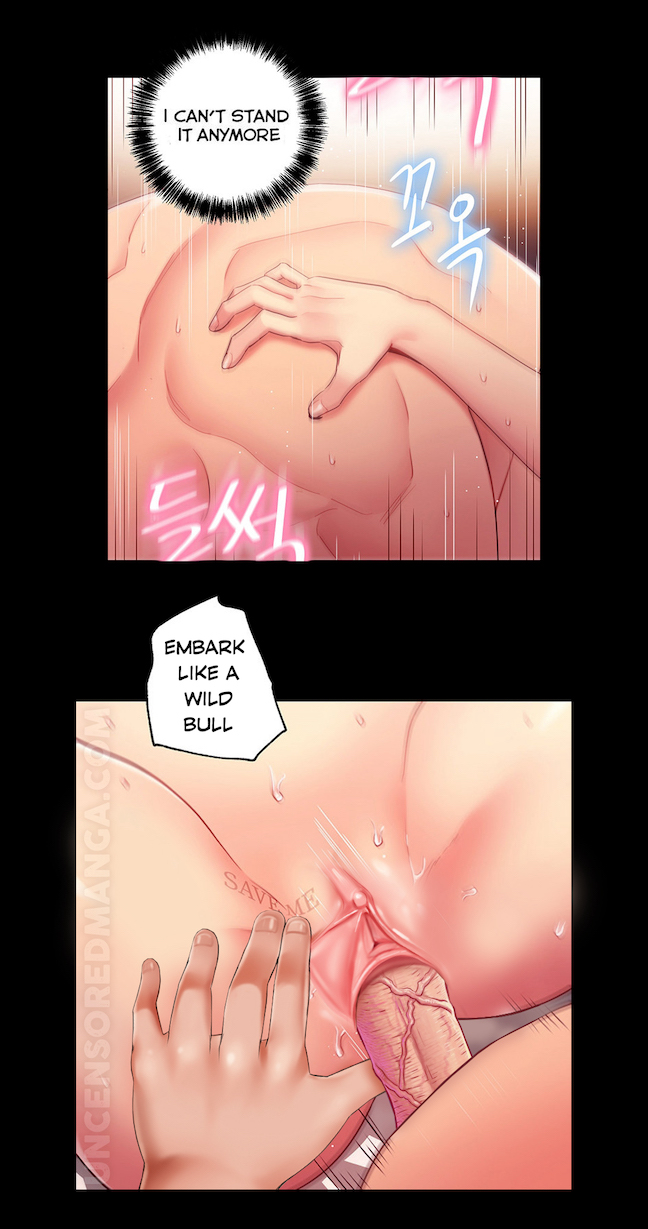 I CAN'T STAND
IT ANYMORE
꼬옥
들썩
EMBARK
LIKE A
WILD
BULL
SAVE ME
UNCENSOREDMANGA.COM